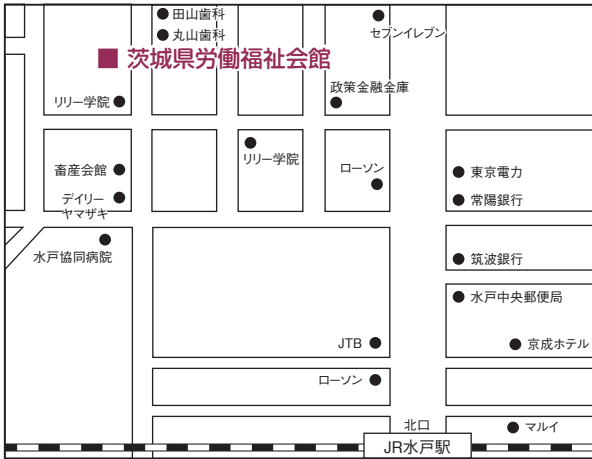 田山歯科
丸山歯科
セブンイレブン
■ 茨城県労働福祉会館
政策金融金庫
リリー学院
リリー学院
畜産会館
ローソン
東京電力
デイリー
ヤマザキ
常陽銀行
水戸協同病院
筑波銀行
水戸中央郵便局
JTB
京成ホテル
ローソン
北口
マルイ
JR水戸駅